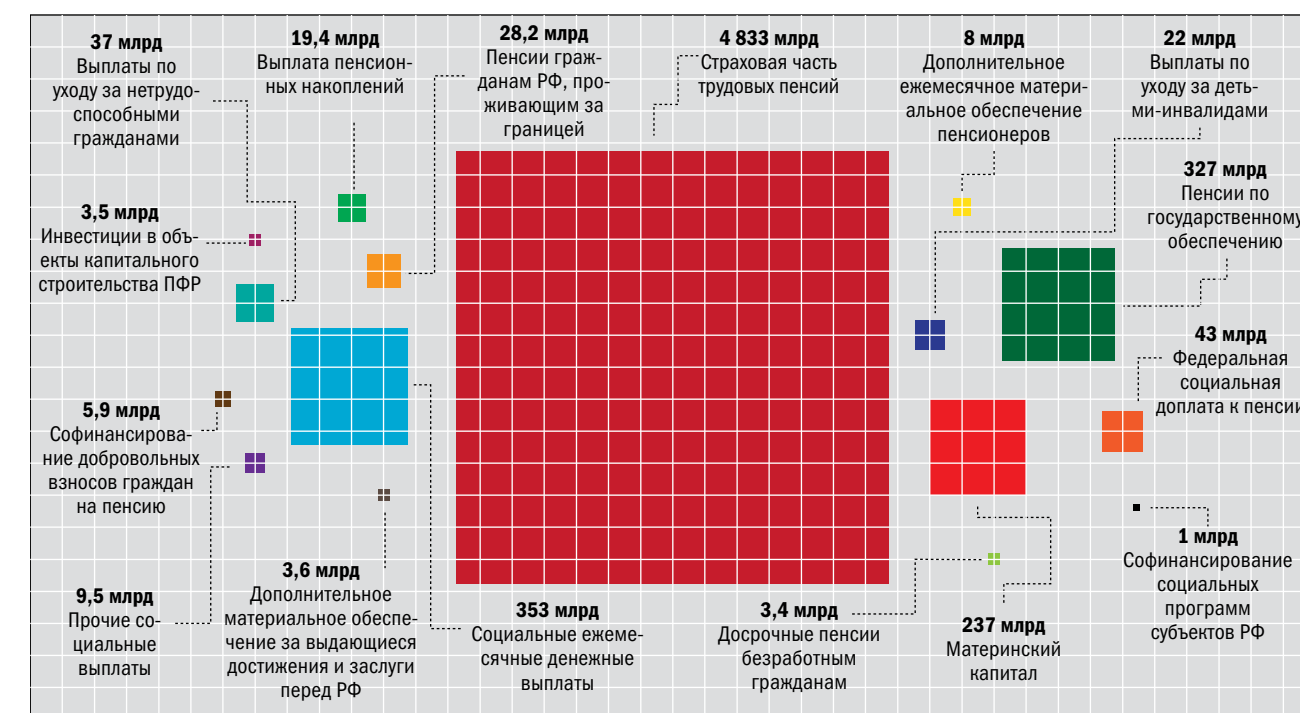 37 млрд
Выплаты по
уходу за нетрудо-
способными
гражданами
19,4 млрд
Выплата пенсион-
ных накоплений
28,2 млрд
Пенсии граж-
данам РФ, про-
живающим за
границей
4 833 млрд
Страховая часть
трудовых пенсий
8 млрд
Дополнительное
ежемесячное матери-
альное обеспечение
пенсионеров
22 млрд
Выплаты по
уходу за деть-
ми-инвалидами
327 млрд
Пенсии по
государственному
обеспечению
3,5 млрд
Инвестиции в объ-
екты капитального
строительства ПФР
43 млрд
Федеральная
социальная
доплата к пенсии
5,9 млрд
Софинансирова-
ние добровольных
взносов граждан
на пенсию
1 млрд
Софинансирование
социальных
программ
субъектов РФ
9,5 млрд
Прочие со-
циальные
выплаты
3,6 млрд
Дополнительное
материальное обеспе-
чение за выдающиеся
достижения и заслуги
перед РФ
353 млрд
Социальные ежеме-
сячные денежные
выплаты
3,4 млрд
Досрочные пенсии
безработным
гражданам
237 млрд
Материнский
капитал